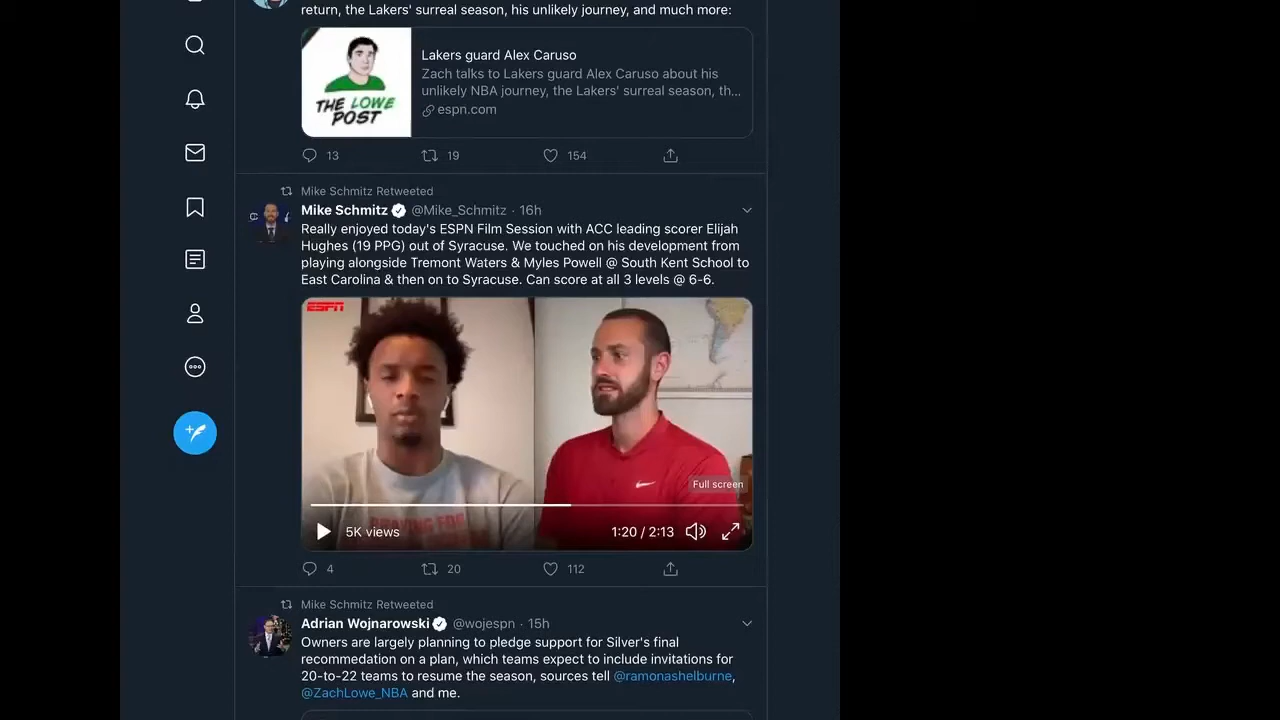 return, the Lakers' surreal season, his unlikely journey, and much more:
THE LOWE
POST
Lakers guard Alex Caruso
Zach talks to Lakers guard Alex Caruso about his
unlikely NBA journey, the Lakers' surreal season, th...
espn.com
13 19 154
Mike Schmitz Retweeted
Mike Schmitz @Mike_Schmitz · 16h
Really enjoyed today's ESPN Film Session with ACC leading scorer Elijah
Hughes (19 PPG) out of Syracuse. We touched on his development from
playing alongside Tremont Waters & Myles Powell @ South Kent School to
East Carolina & then on to Syracuse. Can score at all 3 levels @ 6-6.
ESPN
Full screen
5K views 1:20 / 2:13
4 20 112
Mike Schmitz Retweeted
Adrian Wojnarowski @wojespn · 15h
Owners are largely planning to pledge support for Silver's final
recommedation on a plan, which teams expect to include invitations for
20-to-22 teams to resume the season, sources tell @ramonashelburne,
@ZachLowe_NBA and me.